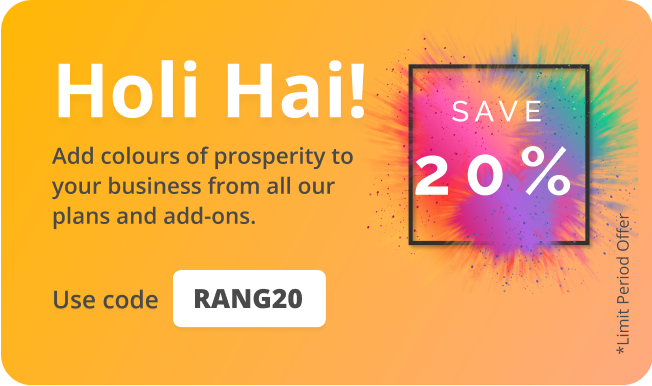 Holi Hai!
Add colours of prosperity to
your business from all our
plans and add-ons.
Use code RANG20
SAVE
20%
*Limit Period Offer